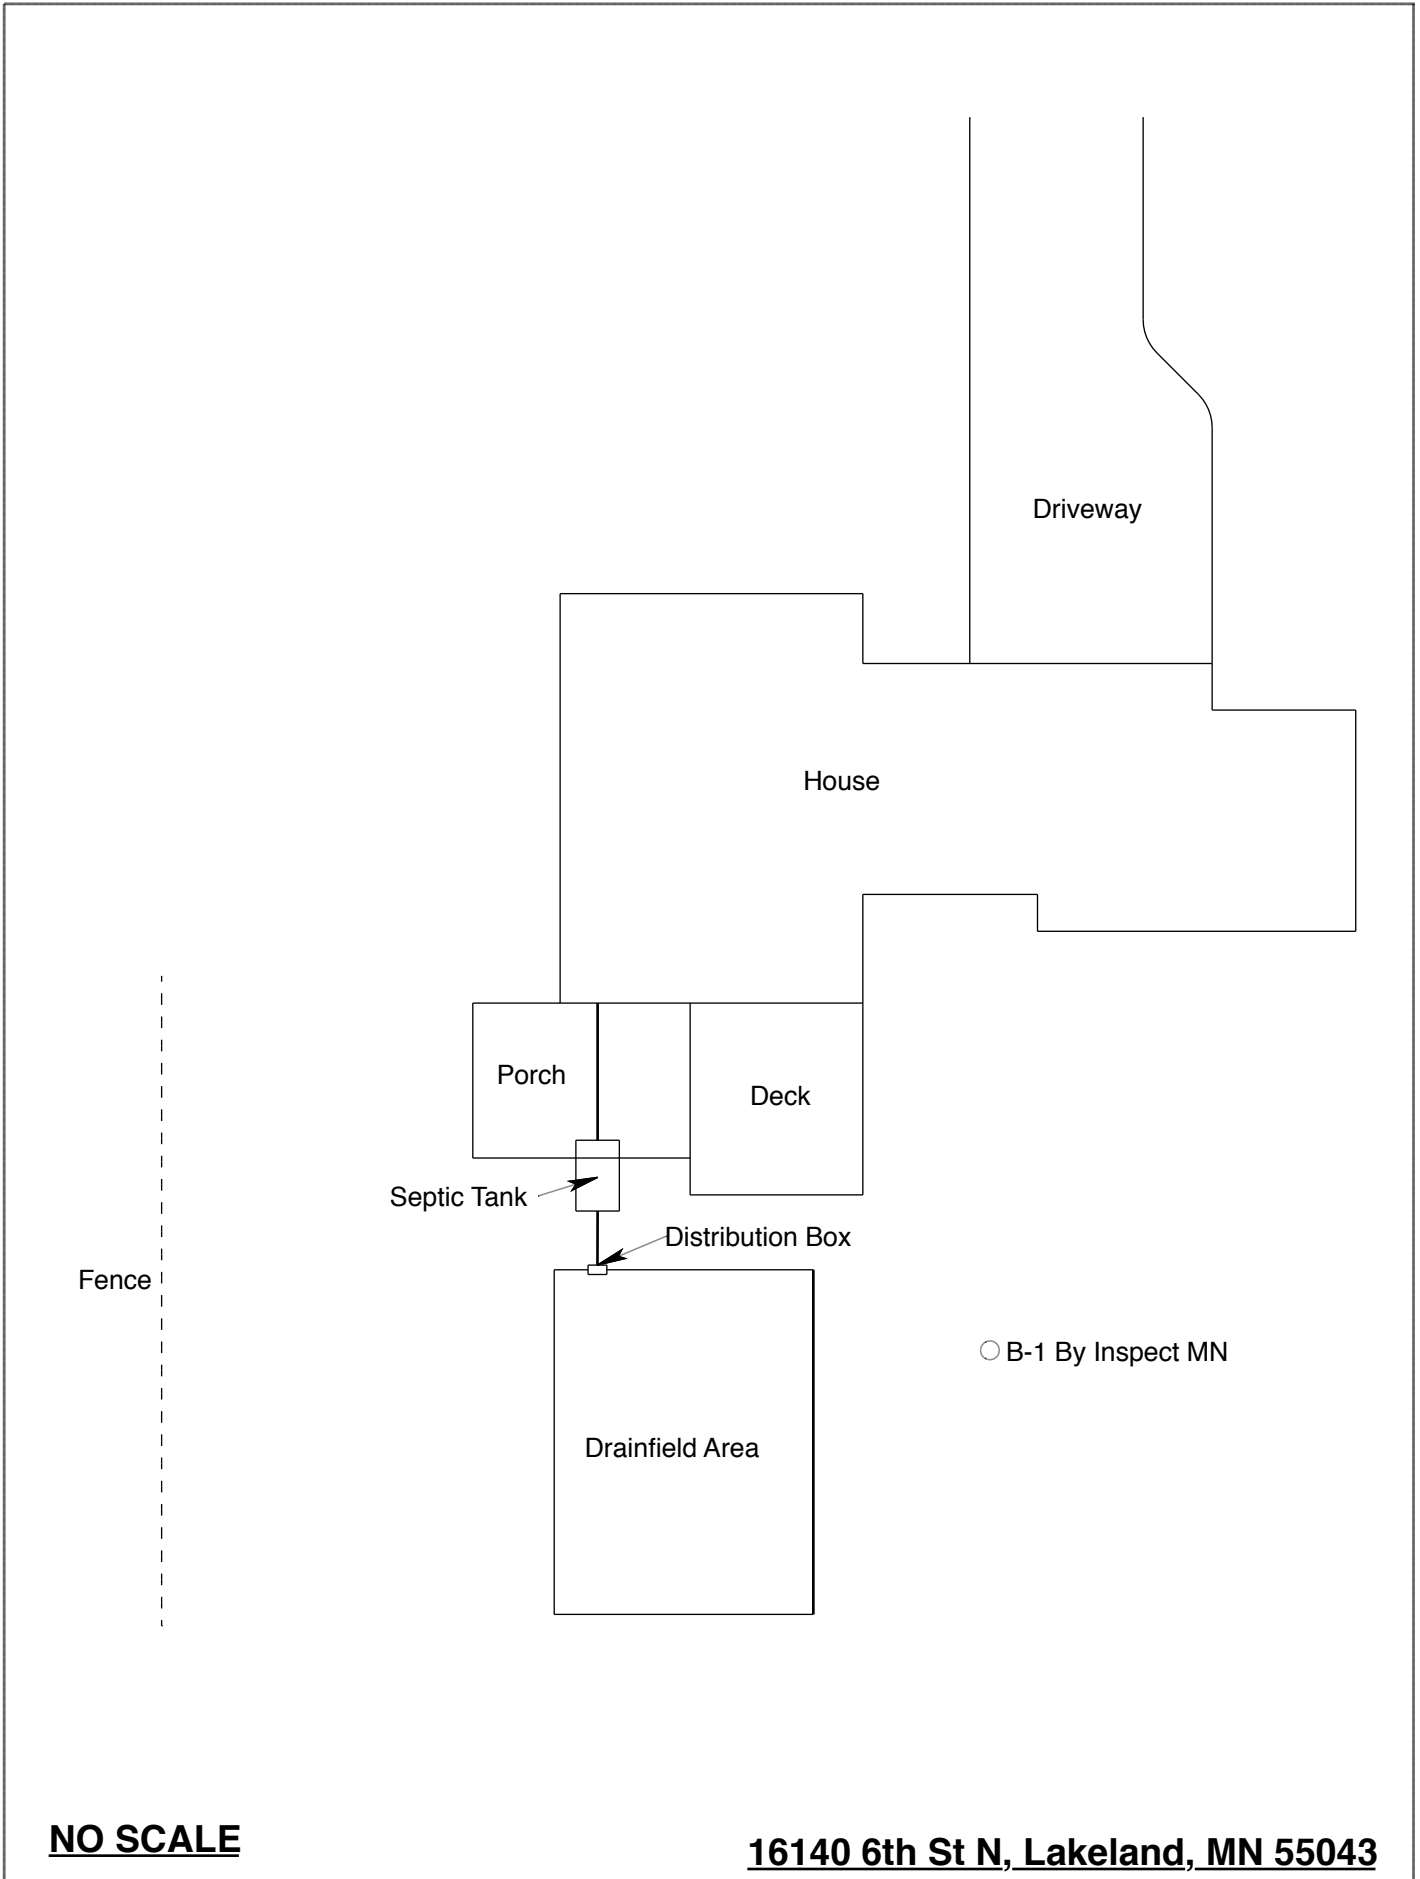 Driveway
House
Porch
Deck
Septic Tank
Distribution Box
Fence
B-1 By Inspect MN
Drainfield Area
NO SCALE
16140 6th St N, Lakeland, MN 55043